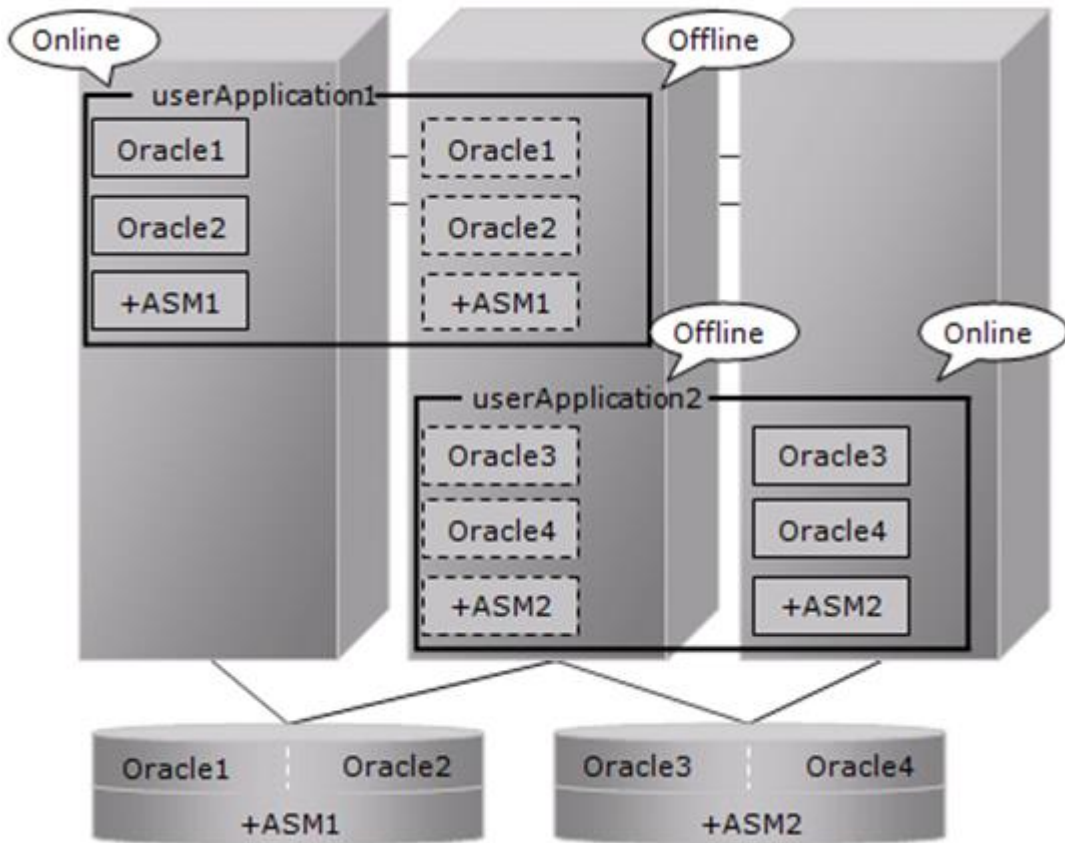 Online
Offline
userApplication1
Oracle1
Oracle1
Oracle2
Oracle2
+ASM1
+ASM1
Offline
Online
userApplication2
Oracle3
Oracle3
Oracle4
Oracle4
+ASM2
+ASM2
Oracle1
Oracle2
Oracle3
Oracle4
+ASM1
+ASM2